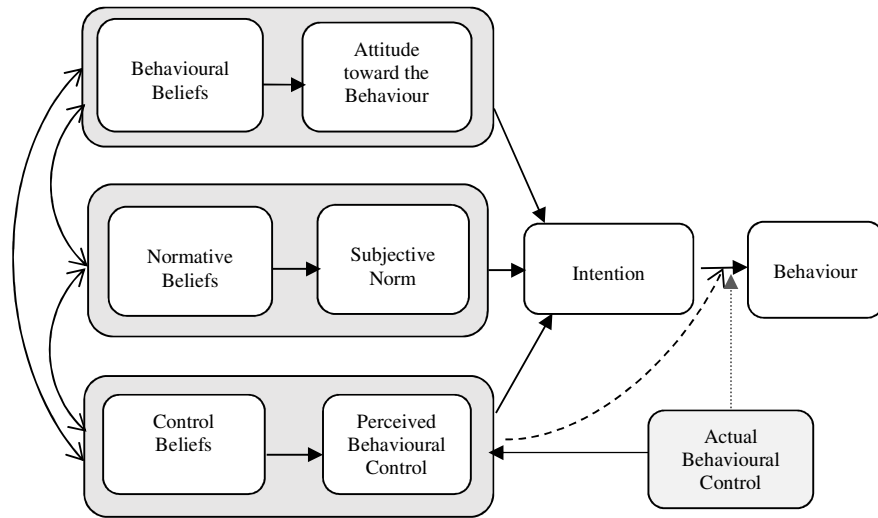 Behavioural
Beliefs
Attitude
toward the
Behaviour
Normative
Beliefs
Subjective
Norm
Intention
Behaviour
Control
Beliefs
Perceived
Behavioural
Control
Actual
Behavioural
Control